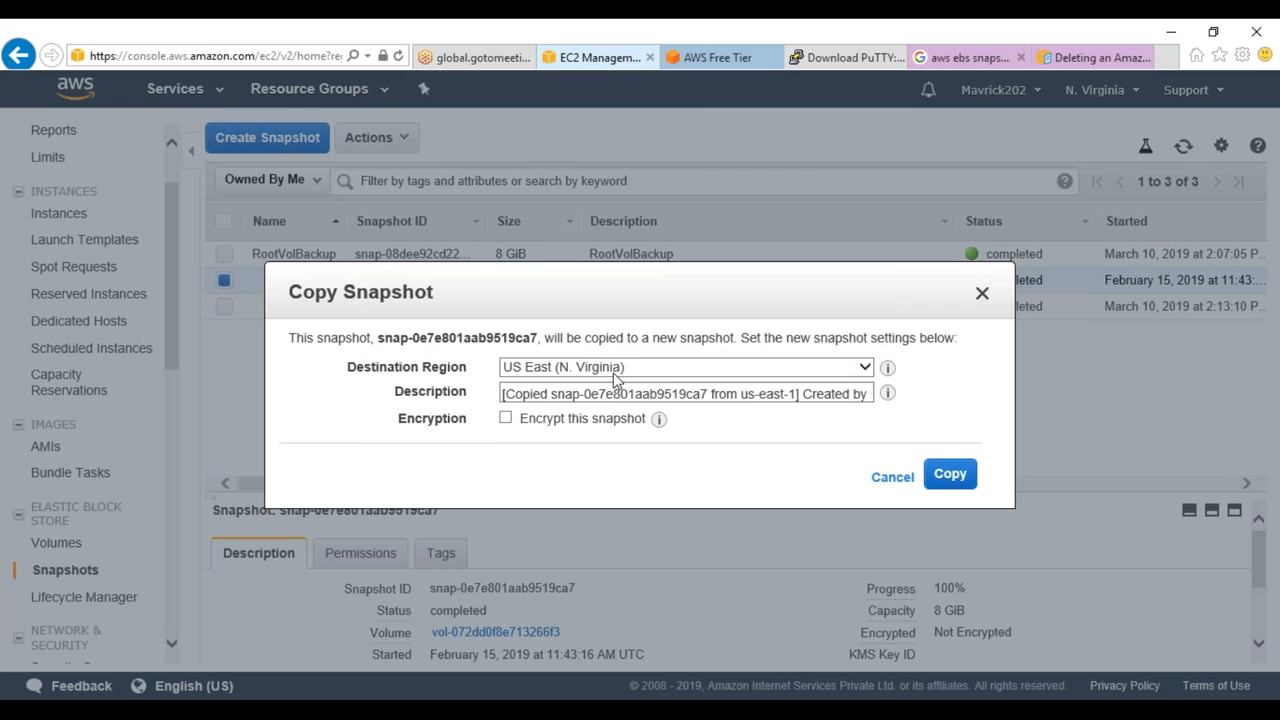 https://console.aws.amazon.com/ec2/v2/home?re
global.gotomeeti...
EC2 Managem...
AWS Free Tier
Download PuTTY:...
aws ebs snaps...
Deleting an Amaz...
aws
Services
Resource Groups
Mavrick202
N. Virginia
Support
Reports
Limits
INSTANCES
Instances
Launch Templates
Spot Requests
Reserved Instances
Dedicated Hosts
Scheduled Instances
Capacity
Reservations
IMAGES
AMIs
Bundle Tasks
ELASTIC BLOCK
STORE
Volumes
Snapshots
Lifecycle Manager
NETWORK &
SECURITY
Create Snapshot
Actions
Owned By Me
Filter by tags and attributes or search by keyword
1 to 3 of 3
Name Snapshot ID Size Description Status Started
RootVolBackup snap-08dee92cd22... 8 GiB RootVolBackup completed March 10, 2019 at 2:07:05 P...
February 15, 2019 at 11:43:...
March 10, 2019 at 2:13:10 P...
Copy Snapshot
This snapshot, snap-0e7e801aab9519ca7, will be copied to a new snapshot. Set the new snapshot settings below:
Destination Region US East (N. Virginia)
Description [Copied snap-0e7e801aab9519ca7 from us-east-1] Created by
Encryption Encrypt this snapshot
Cancel
Copy
Snapshot: snap-0e7e801aab9519ca7
Description
Permissions
Tags
Snapshot ID snap-0e7e801aab9519ca7
Progress 100%
Status completed
Capacity 8 GiB
Volume vol-072dd0f8e713266f3
Encrypted Not Encrypted
Started February 15, 2019 at 11:43:16 AM UTC
KMS Key ID
Feedback
English (US)
© 2008 - 2019, Amazon Internet Services Private Ltd. or its affiliates. All rights reserved.
Privacy Policy
Terms of Use